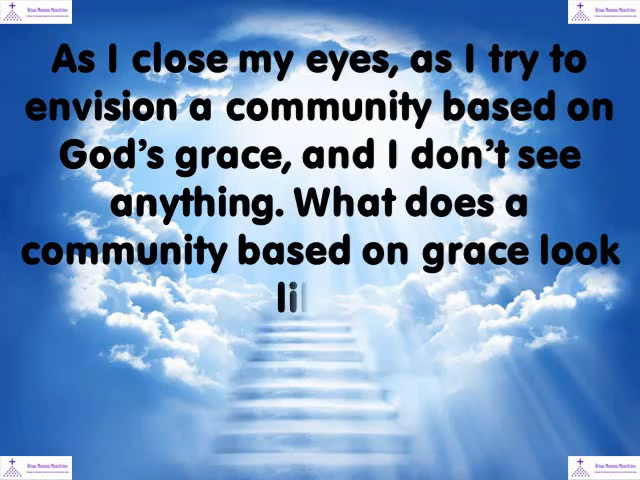 As I close my eyes, as I try to
envision a community based on
God's grace, and I don't see
anything. What does a
community based on grace look
li